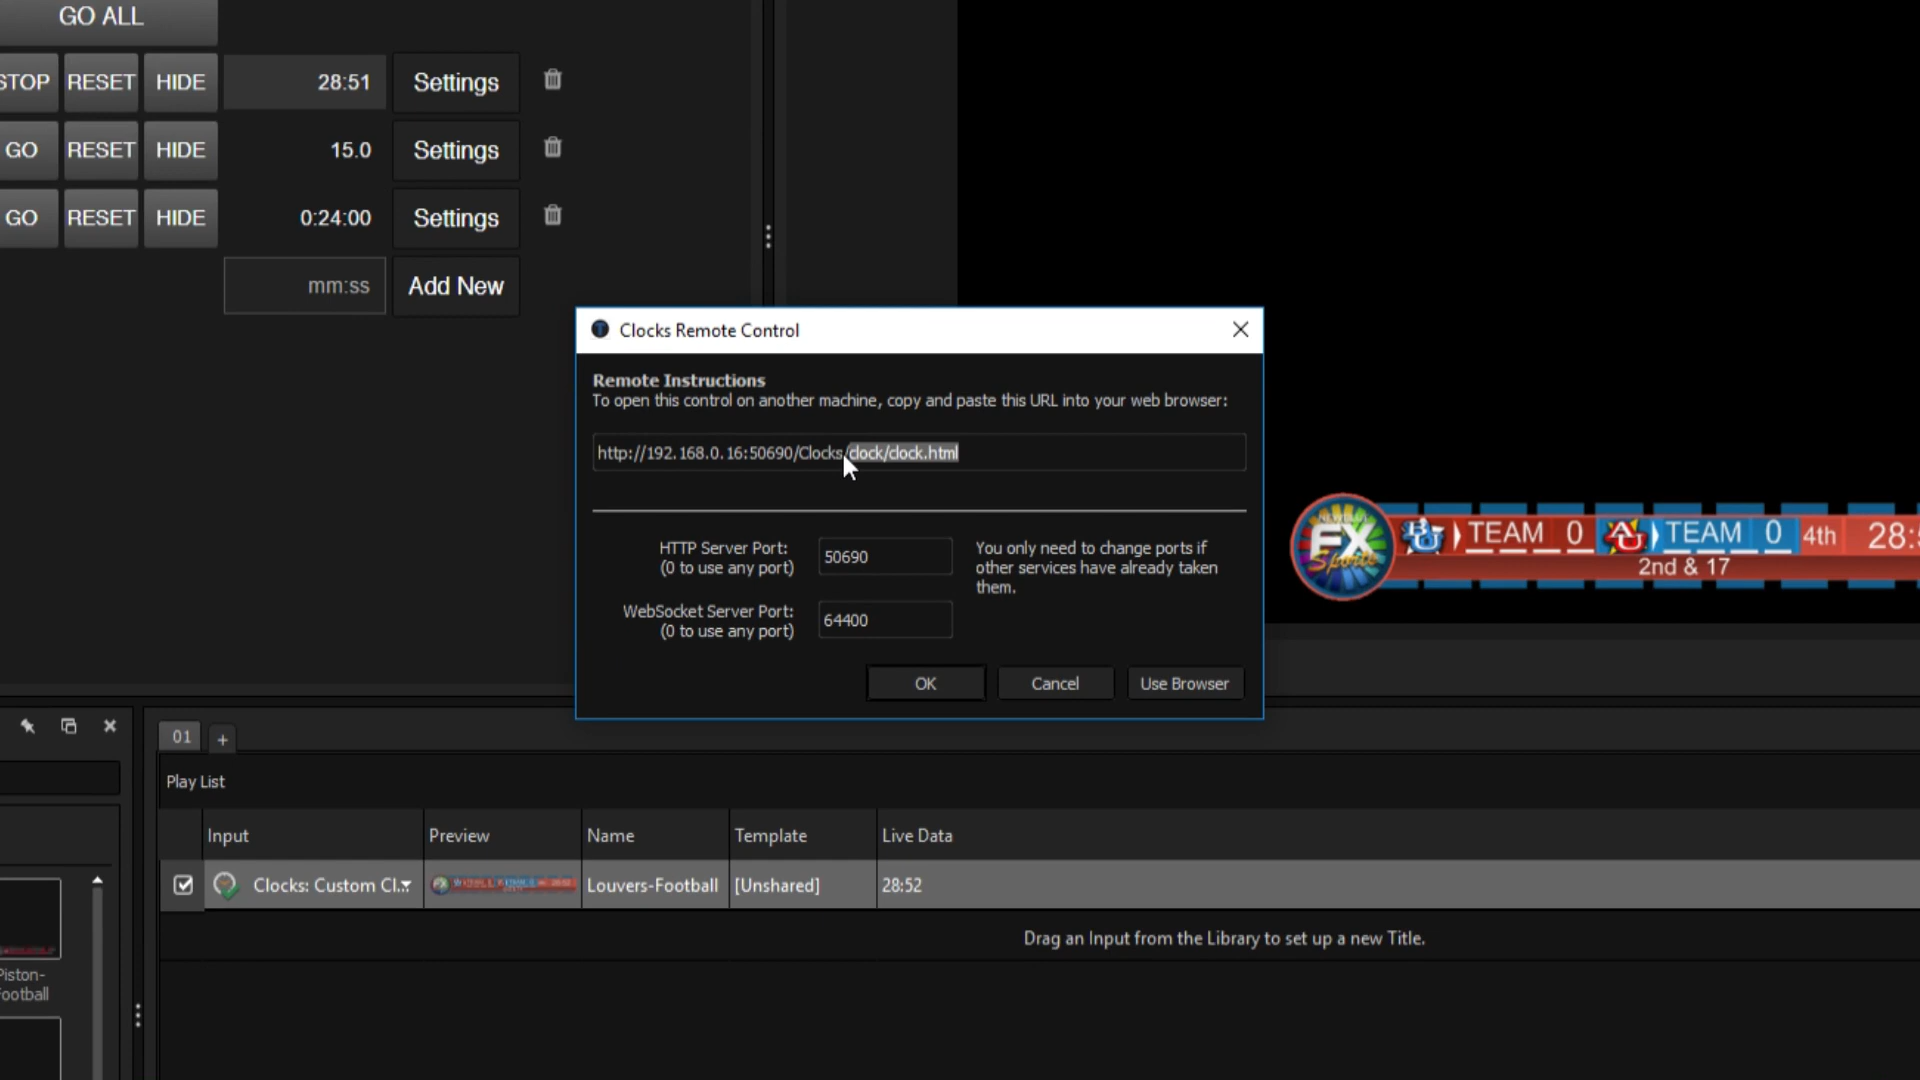 GO ALL
STOP RESET HIDE 28:51 Settings
GO RESET HIDE 15.0 Settings
GO RESET HIDE 0:24:00 Settings
mm:ss Add New
Clocks Remote Control
Remote Instructions
To open this control on another machine, copy and paste this URL into your web browser:
http://192.168.0.16:50690/Clocks/clock/clock.html
HTTP Server Port:
(0 to use any port)
50690
You only need to change ports if
other services have already taken
them.
WebSocket Server Port:
(0 to use any port)
64400
OK Cancel Use Browser
FX
Sports
BU TEAM 0 AU TEAM 0 4th 28:
2nd & 17
01 +
Play List
Input Preview Name Template Live Data
Clocks: Custom Cl... Louvers-Football [Unshared] 28:52
Drag an Input from the Library to set up a new Title.
Piston-
Football